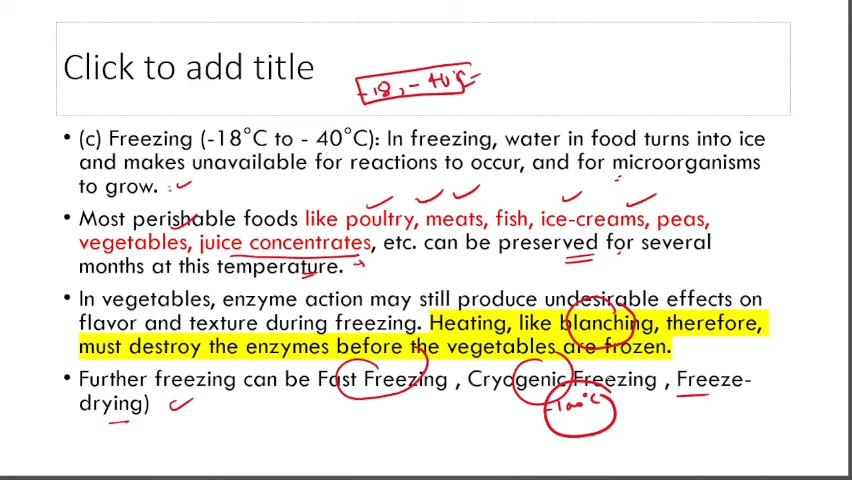 Click to add title
-18, -40°C
• (c) Freezing (-18°C to - 40°C): In freezing, water in food turns into ice
and makes unavailable for reactions to occur, and for microorganisms
to grow.
• Most perishable foods like poultry, meats, fish, ice-creams, peas,
vegetables, juice concentrates, etc. can be preserved for several
months at this temperature.
• In vegetables, enzyme action may still produce undesirable effects on
flavor and texture during freezing. Heating, like blanching, therefore,
must destroy the enzymes before the vegetables are frozen.
• Further freezing can be Fast Freezing , Cryogenic Freezing , Freeze-
drying)